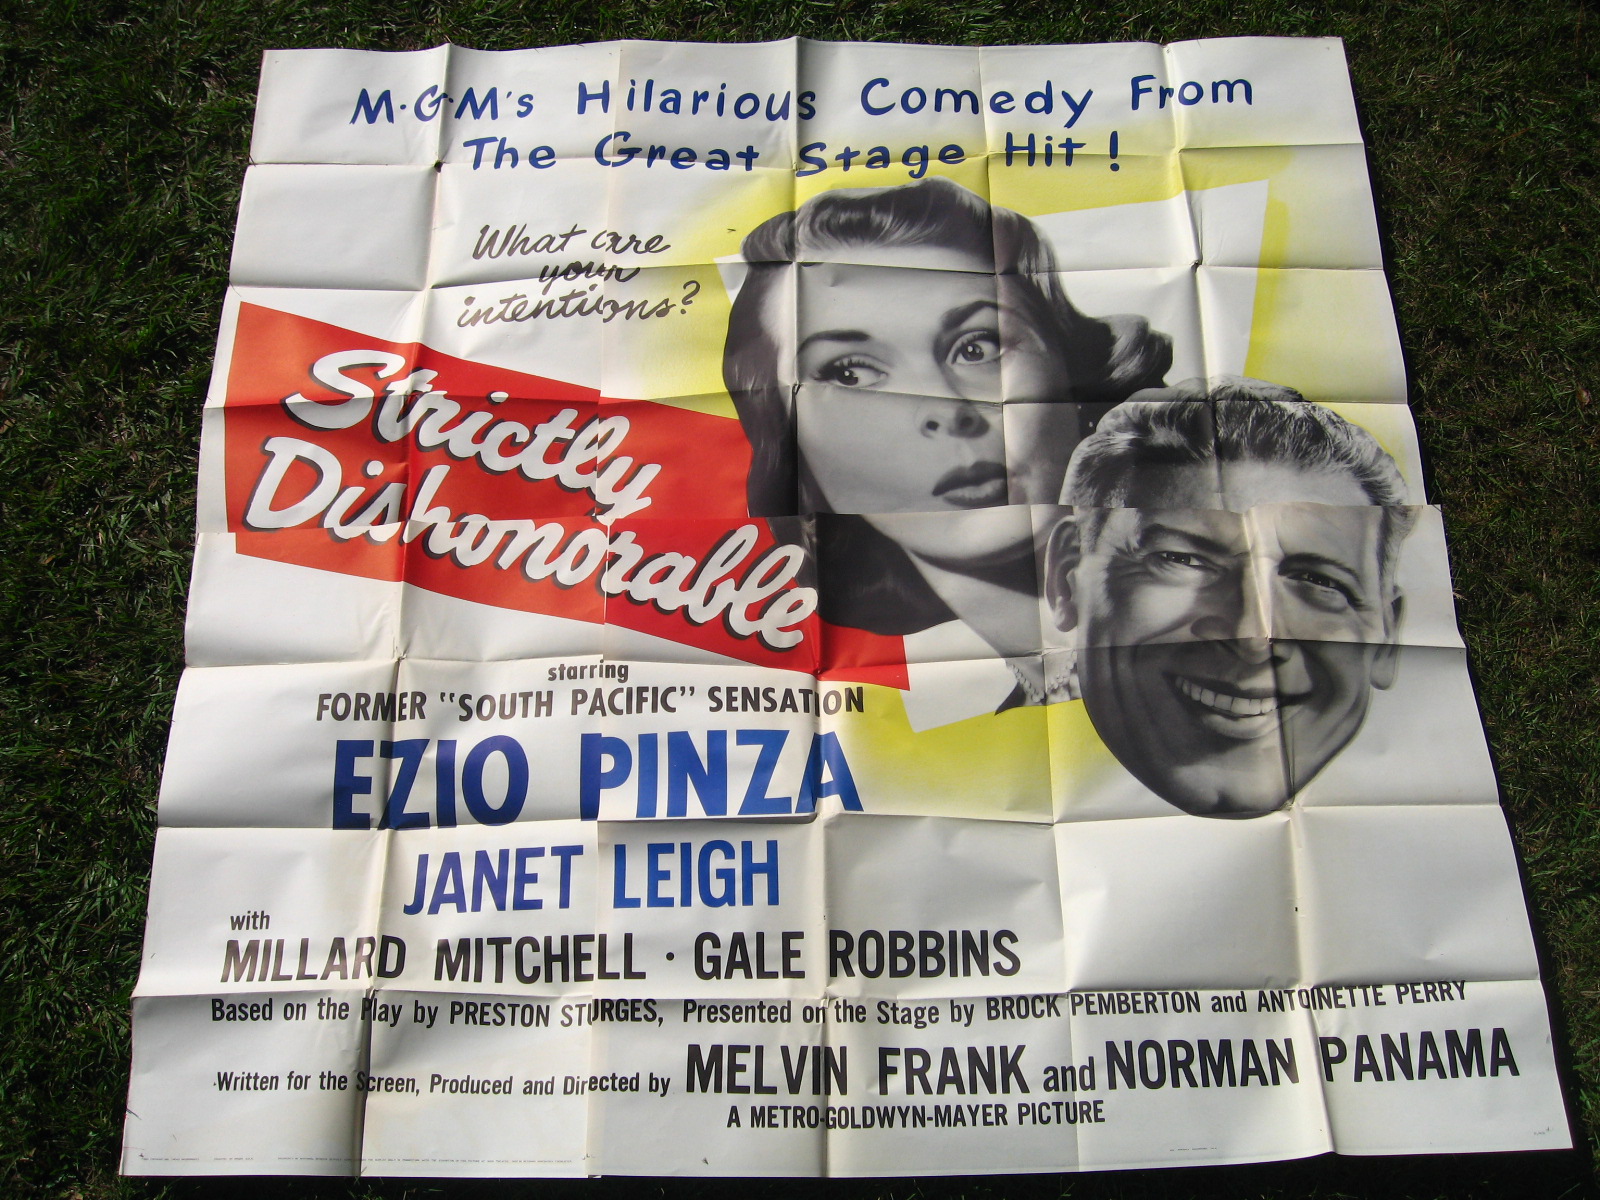 M·G·M's Hilarious Comedy From
The Great Stage Hit!
What are
your
intentions?
Strictly
Dishonorable
starring
FORMER "SOUTH PACIFIC" SENSATION
EZIO PINZA
JANET LEIGH
with
MILLARD MITCHELL · GALE ROBBINS
Based on the Play by PRESTON STURGES, Presented on the Stage by BROCK PEMBERTON and ANTOINETTE PERRY
Written for the Screen, Produced and Directed by MELVIN FRANK and NORMAN PANAMA
A METRO-GOLDWYN-MAYER PICTURE